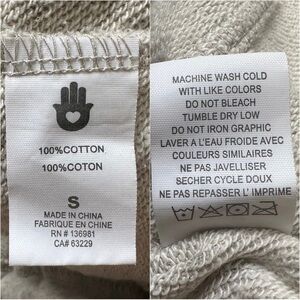 100%COTTON
100%COTON
S
MADE IN CHINA
FABRIQUE EN CHINE
RN # 136981
CA# 63229
MACHINE WASH COLD
WITH LIKE COLORS
DO NOT BLEACH
TUMBLE DRY LOW
DO NOT IRON GRAPHIC
LAVER A L'EAU FROIDE AVEC
COULEURS SIMILAIRES
NE PAS JAVELLISER
SECHER CYCLE DOUX
NE PAS REPASSER L' IMPRIME